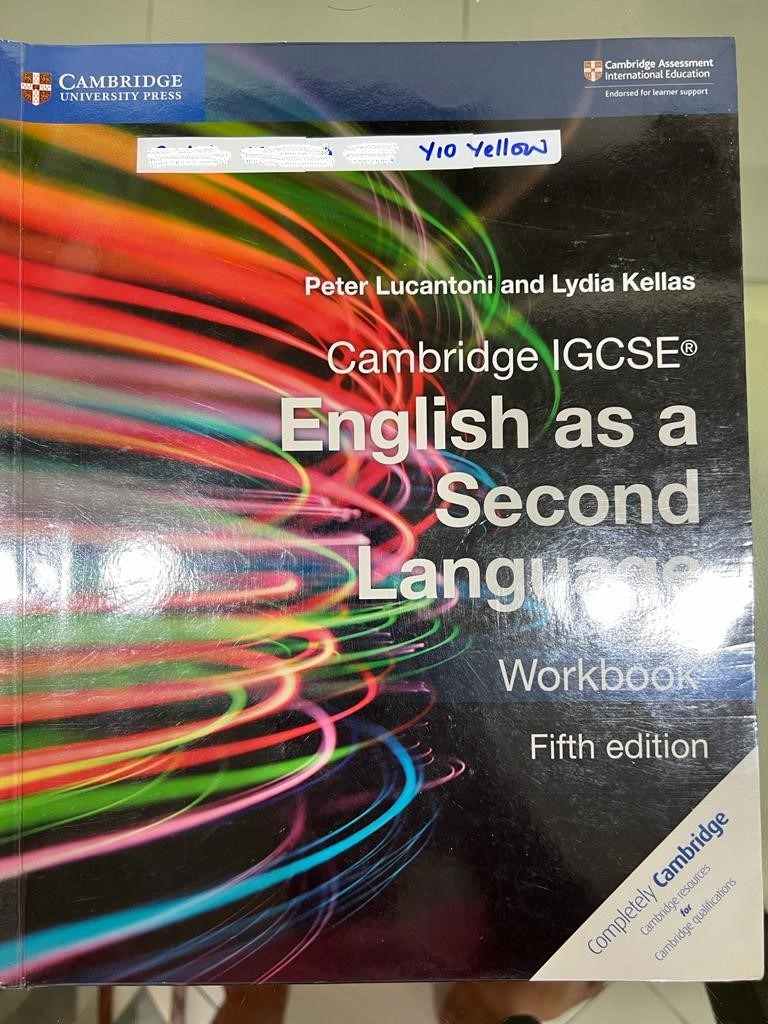 CAMBRIDGE
UNIVERSITY PRESS
Cambridge Assessment
International Education
Endorsed for learner support
Y10 Yellow
Peter Lucantoni and Lydia Kellas
Cambridge IGCSE®
English as a
Second
Language
Workbook
Fifth edition
Completely Cambridge
Cambridge resources
for
Cambridge qualifications